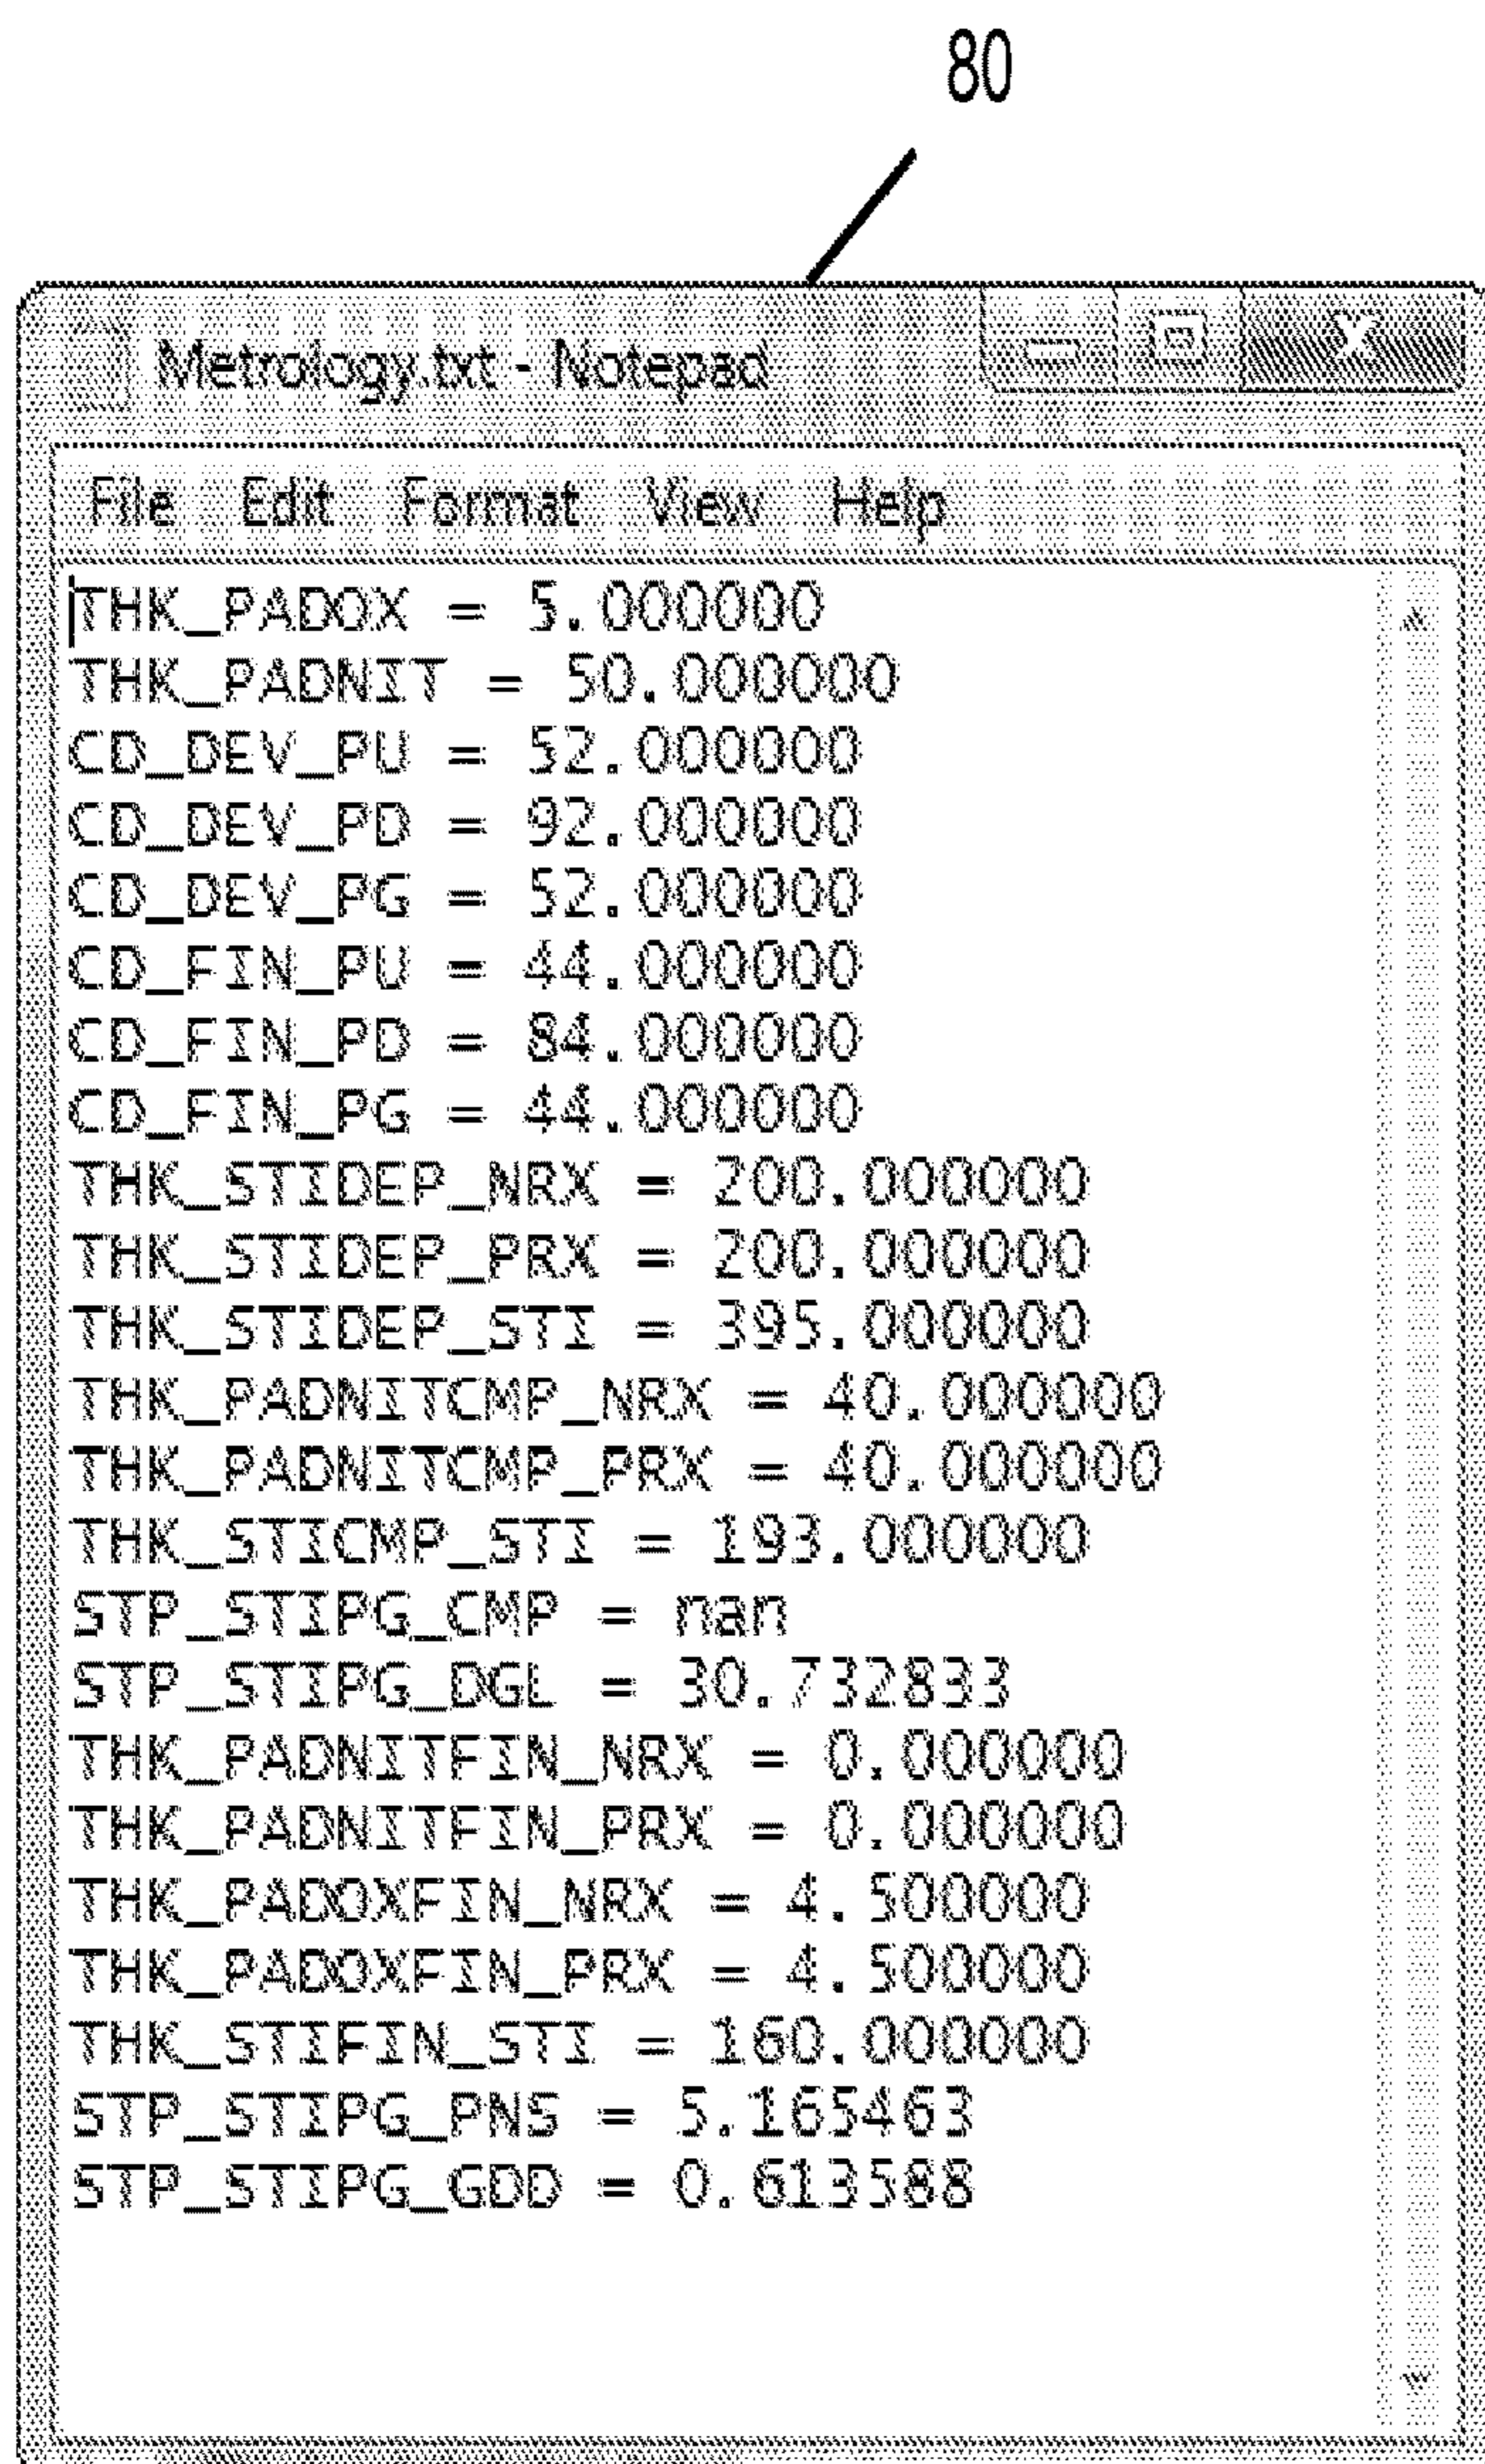 80
Metrology.txt - Notepad
File Edit Format View Help
THK_PADOX = 5.000000
THK_PADNIT = 50.000000
CD_DEV_PU = 52.000000
CD_DEV_PD = 92.000000
CD_DEV_PG = 52.000000
CD_FIN_PU = 44.000000
CD_FIN_PD = 84.000000
CD_FIN_PG = 44.000000
THK_STIDEP_NRX = 200.000000
THK_STIDEP_PRX = 200.000000
THK_STIDEP_STI = 395.000000
THK_PADNITCMP_NRX = 40.000000
THK_PADNITCMP_PRX = 40.000000
THK_STICMP_STI = 193.000000
STP_STIPG_CMP = nan
STP_STIPG_DGL = 30.732833
THK_PADNITFIN_NRX = 0.000000
THK_PADNITFIN_PRX = 0.000000
THK_PADOXFIN_NRX = 4.500000
THK_PADOXFIN_PRX = 4.500000
THK_STIFIN_STI = 160.000000
STP_STIPG_PNS = 5.165463
STP_STIPG_GDD = 0.613588